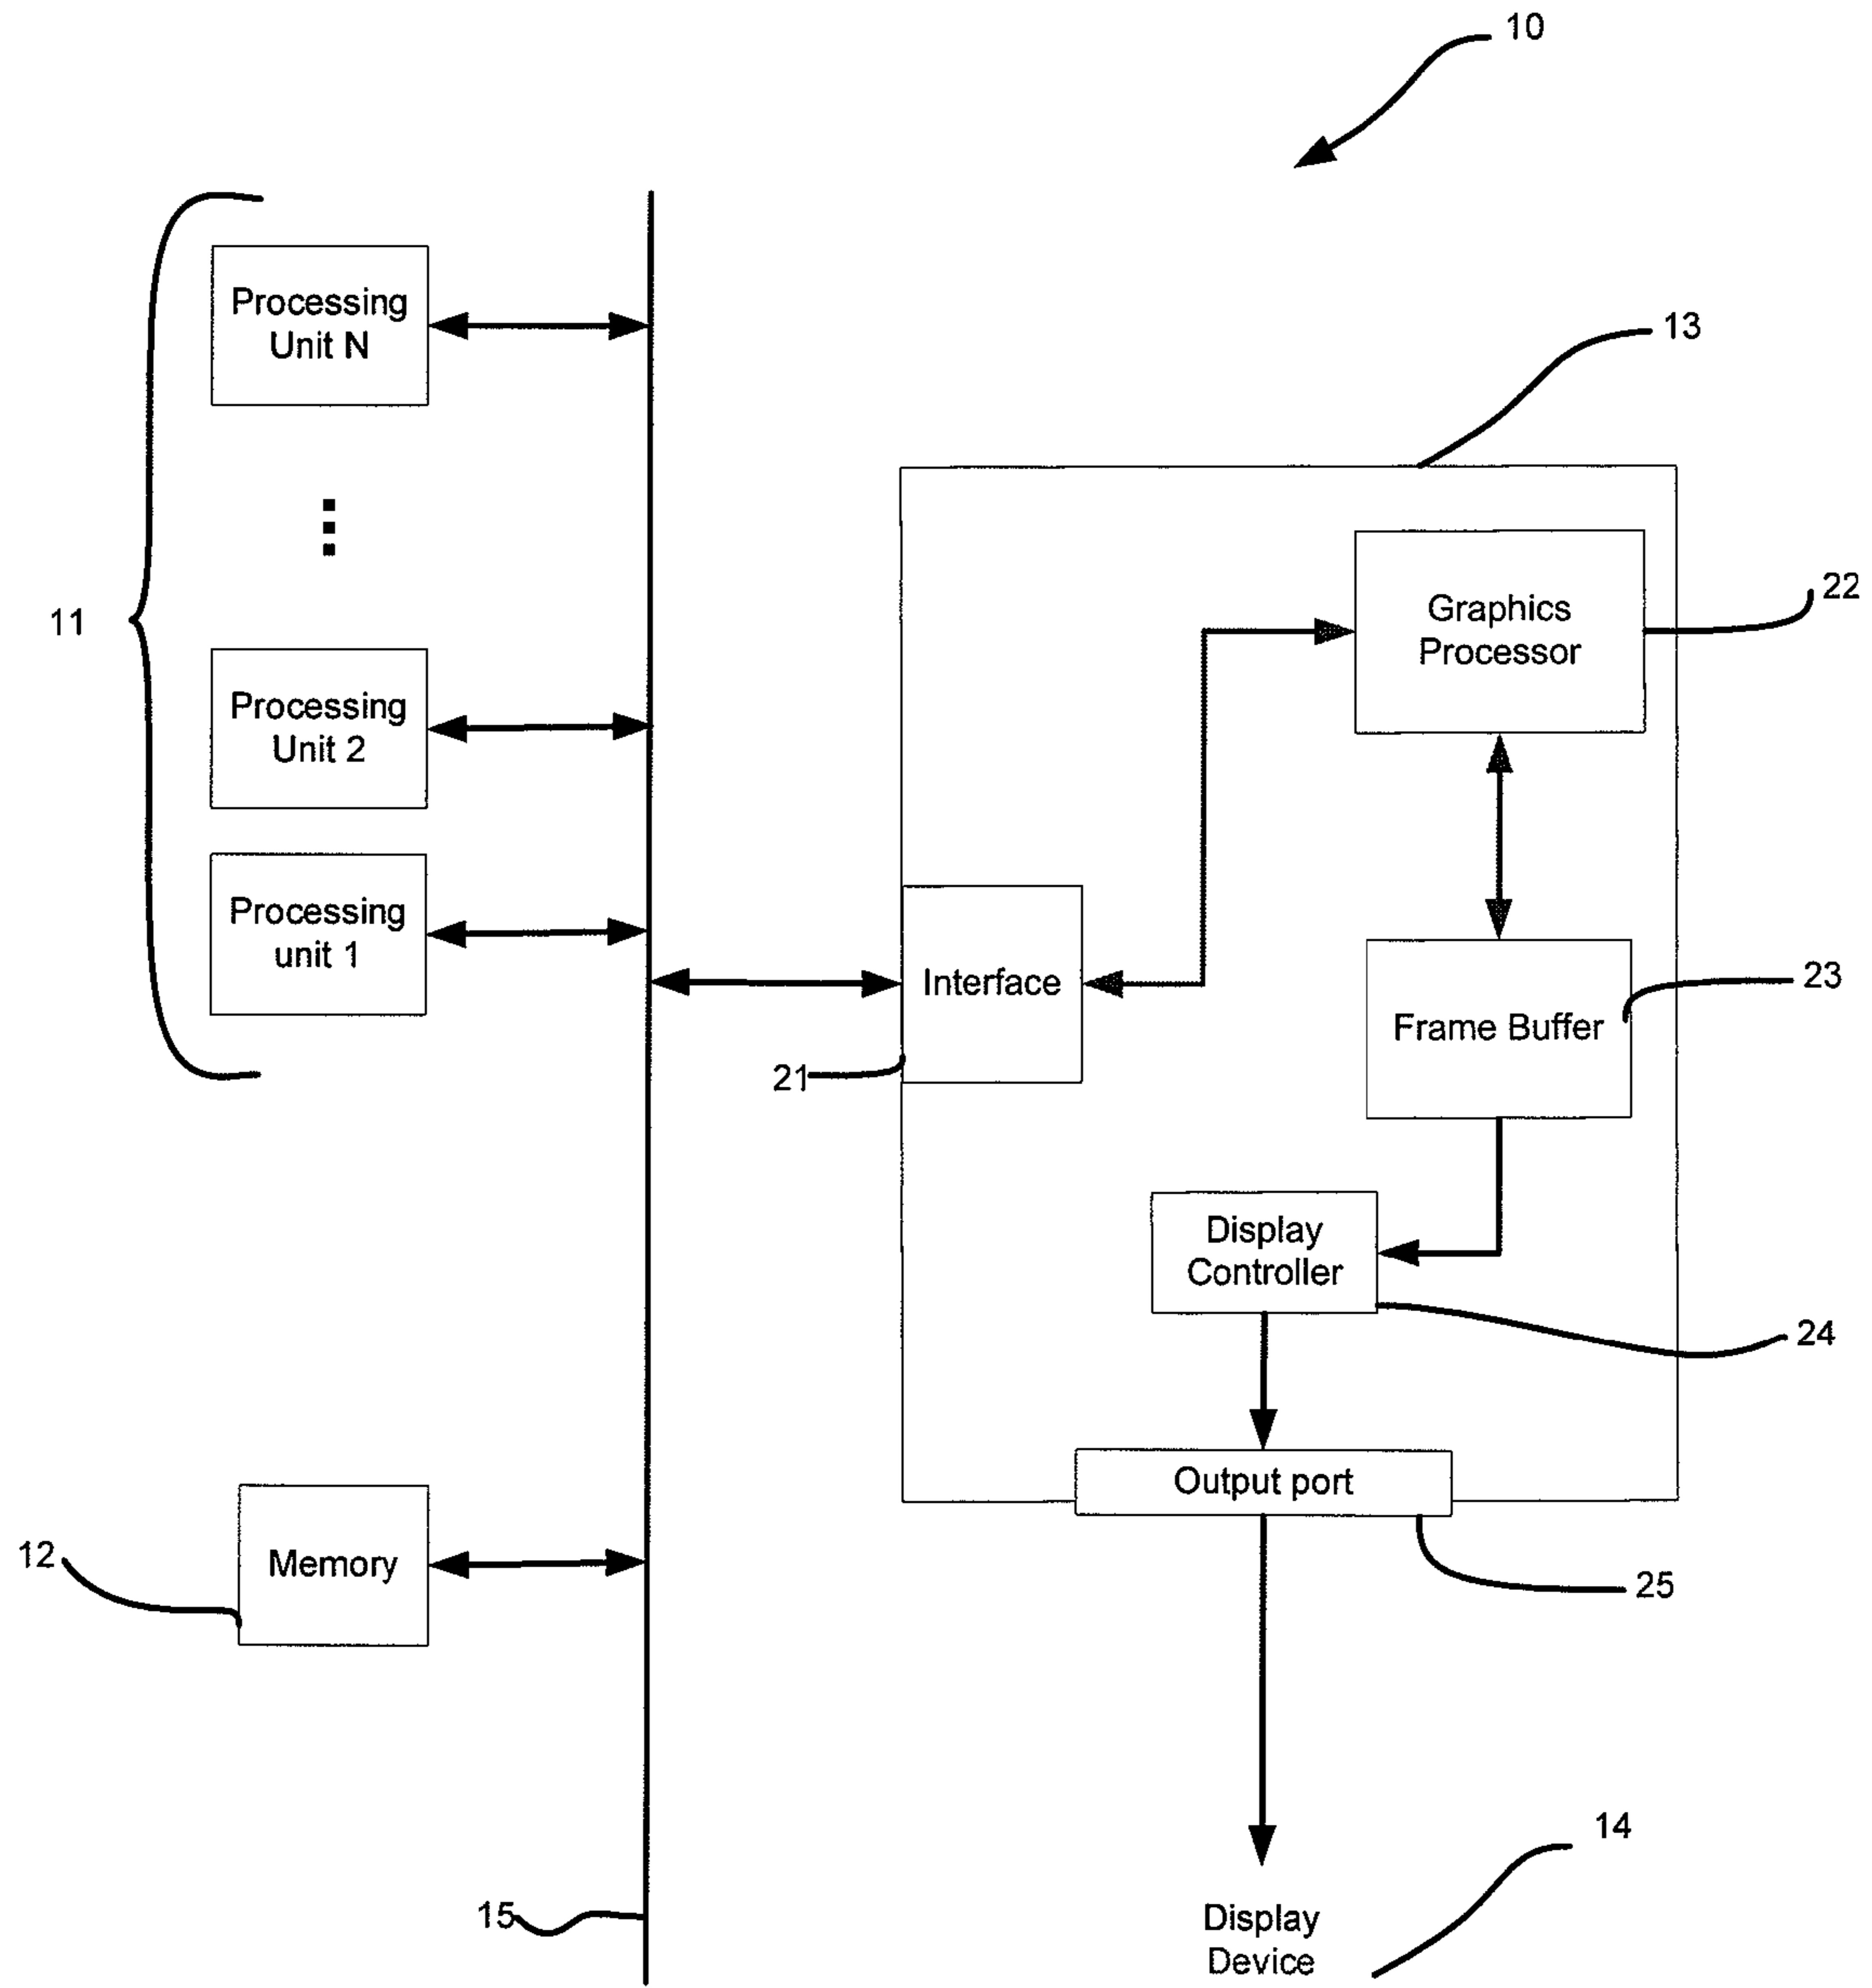 10
Processing
Unit N
13
11
Graphics
Processor
22
Processing
Unit 2
Processing
unit 1
Interface
21
Frame Buffer
23
Display
Controller
24
Output port
25
12
Memory
14
15
Display
Device